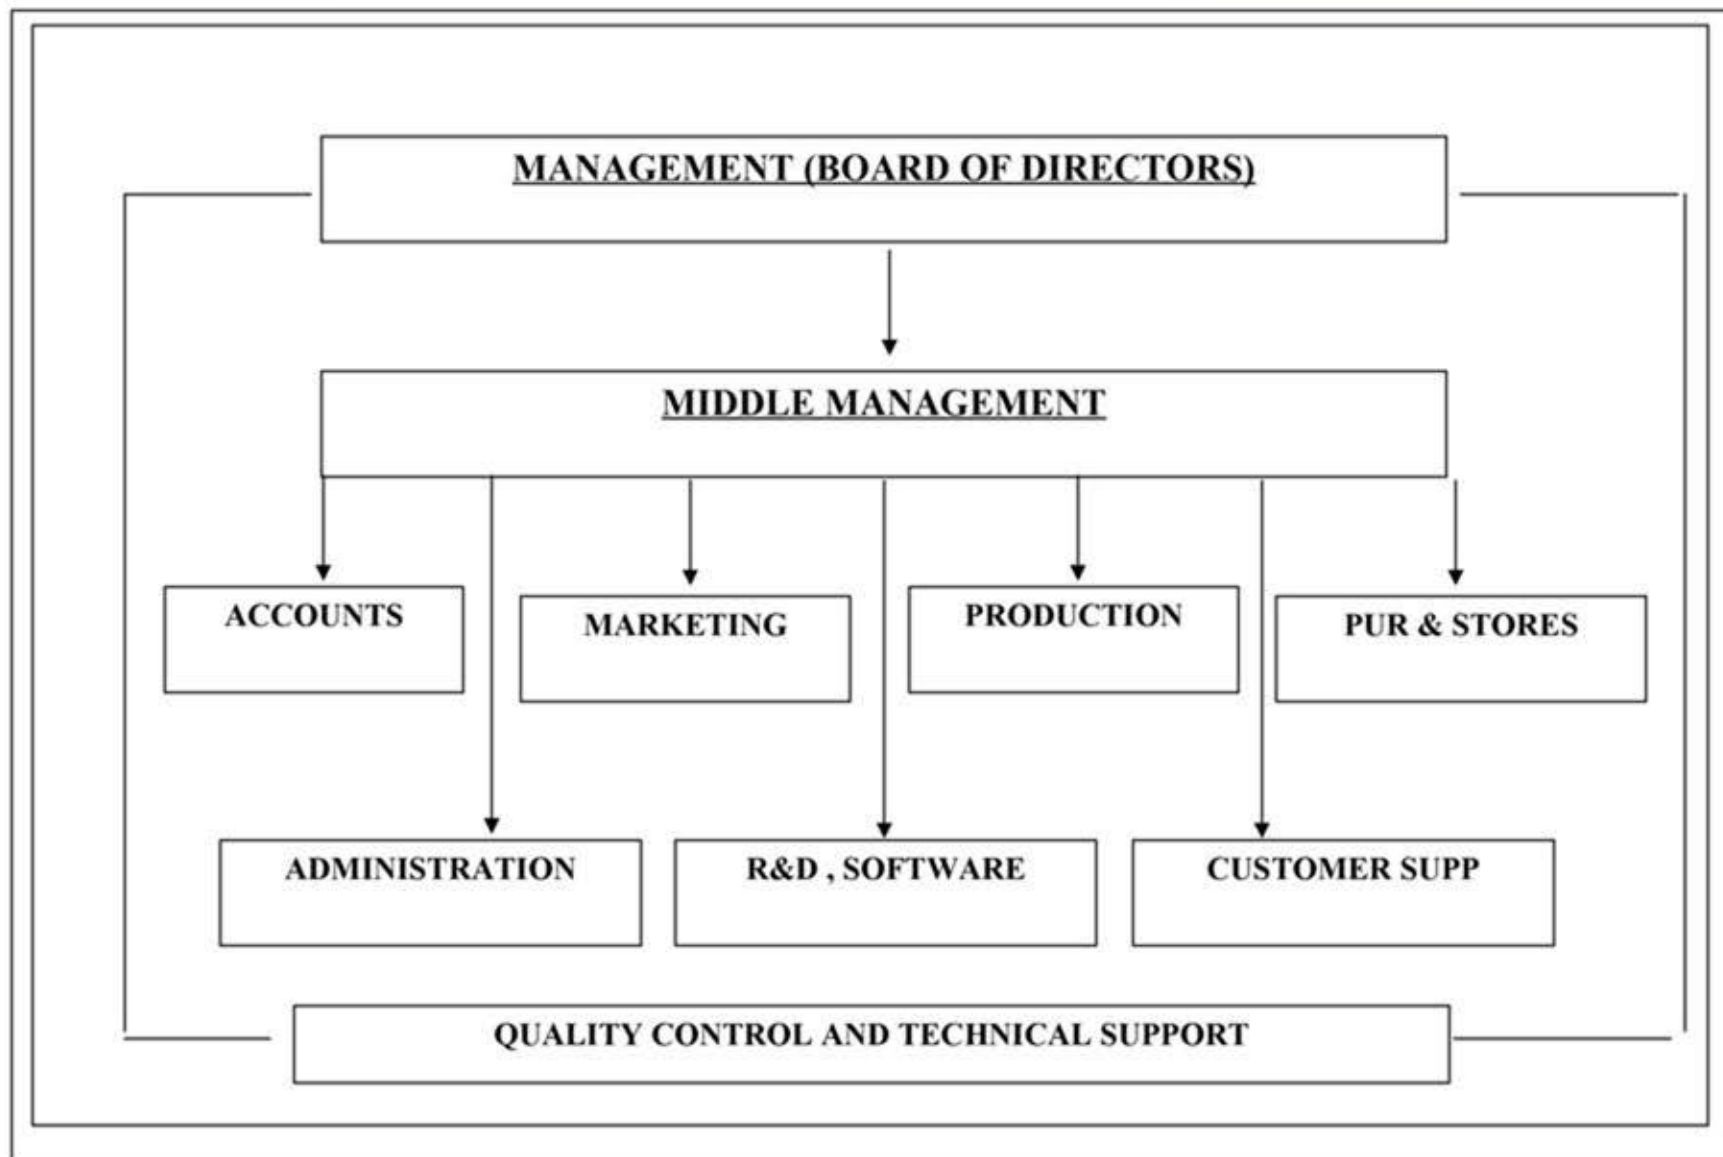 MANAGEMENT (BOARD OF DIRECTORS)
MIDDLE MANAGEMENT
ACCOUNTS
MARKETING
PRODUCTION
PUR & STORES
ADMINISTRATION
R&D , SOFTWARE
CUSTOMER SUPP
QUALITY CONTROL AND TECHNICAL SUPPORT